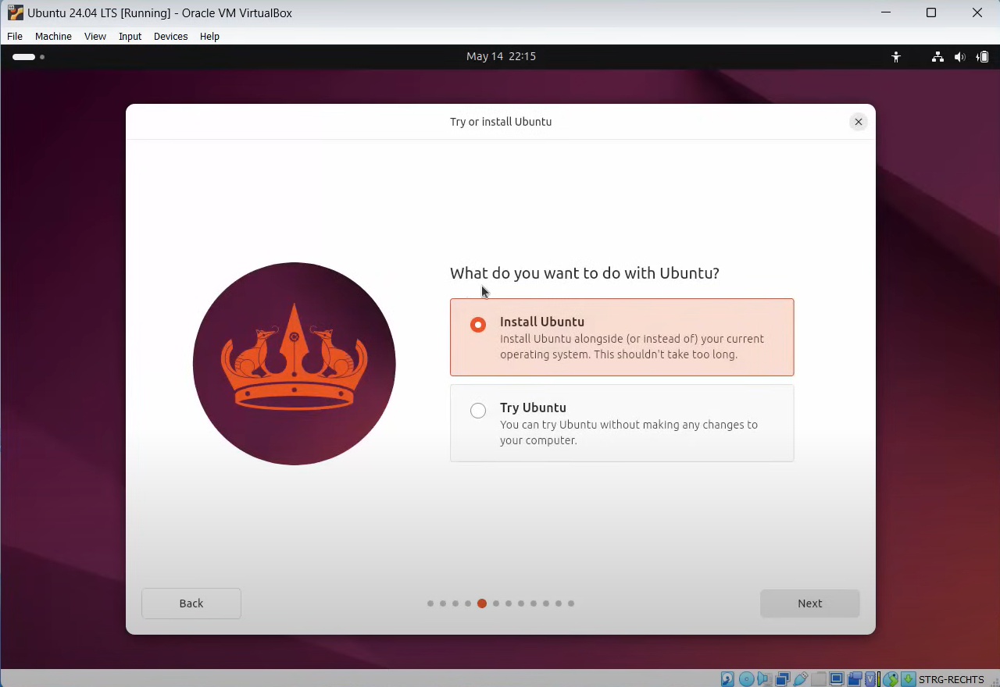 Ubuntu 24.04 LTS [Running] - Oracle VM VirtualBox
File Machine View Input Devices Help
May 14 22:15
Try or install Ubuntu
What do you want to do with Ubuntu?
Install Ubuntu
Install Ubuntu alongside (or instead of) your current
operating system. This shouldn't take too long.
Try Ubuntu
You can try Ubuntu without making any changes to
your computer.
Back
Next
STRG-RECHTS